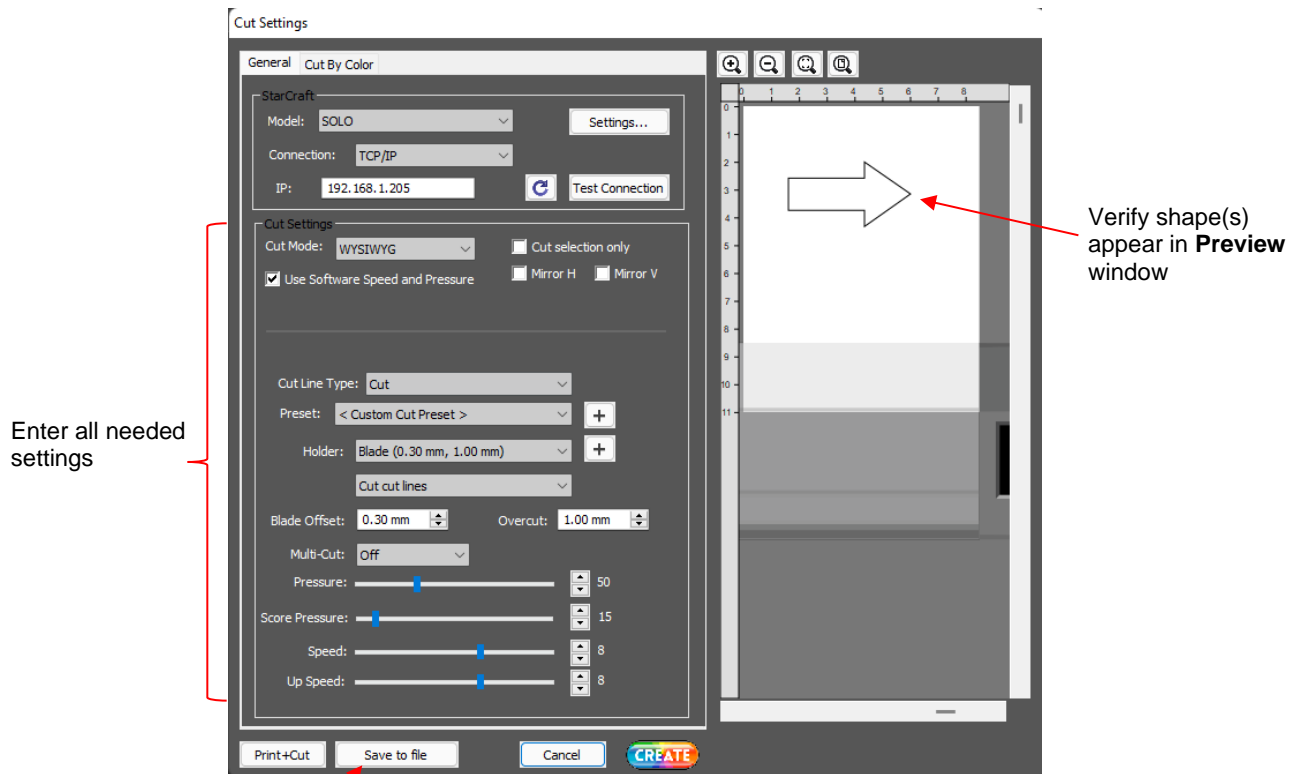 Cut Settings
General Cut By Color
StarCraft
Model: SOLO Settings...
Connection: TCP/IP
IP: 192.168.1.205 Test Connection
Cut Settings
Cut Mode: WYSIWYG Cut selection only
Use Software Speed and Pressure Mirror H Mirror V
Cut Line Type: Cut
Preset: < Custom Cut Preset > +
Holder: Blade (0.30 mm, 1.00 mm) +
Cut cut lines
Blade Offset: 0.30 mm Overcut: 1.00 mm
Multi-Cut: Off
Pressure: 50
Score Pressure: 15
Speed: 8
Up Speed: 8
Print+Cut Save to file Cancel CREATE
0 1 2 3 4 5 6 7 8
0
1
2
3
4
5
6
7
8
9
10
11
Enter all needed
settings
Verify shape(s)
appear in Preview
window